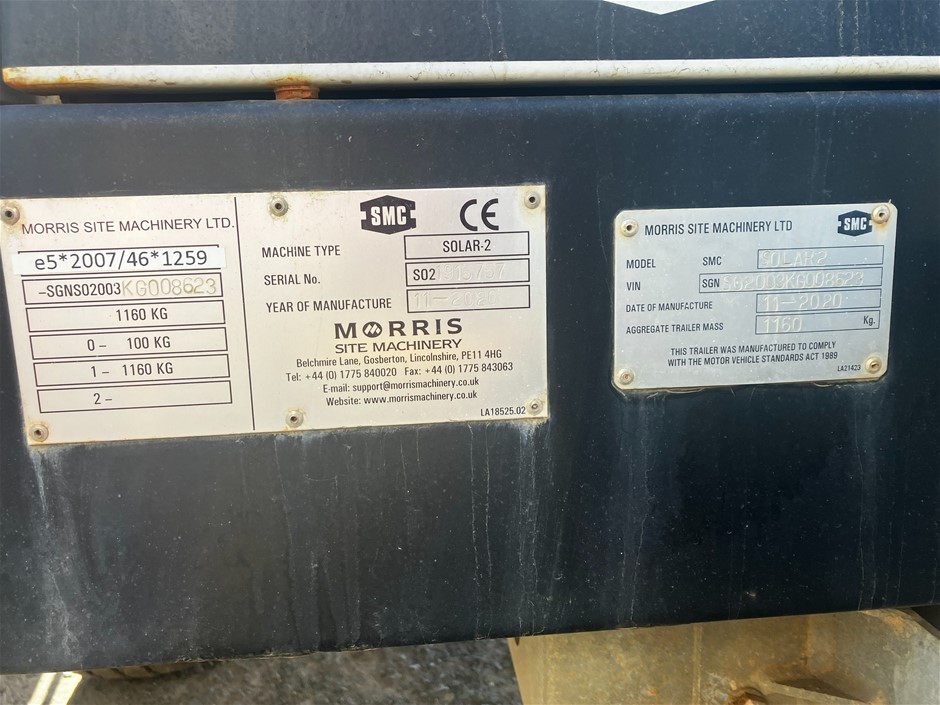 MORRIS SITE MACHINERY LTD.
e5*2007/46*1259
-SGNS02003KG008623
1160 KG
0- 100 KG
1- 1160 KG
2-
SMC CE
MACHINE TYPE SOLAR-2
SERIAL No. S02
YEAR OF MANUFACTURE 11-2020
MORRIS
SITE MACHINERY
Belchmire Lane, Gosberton, Lincolnshire, PE11 4HG
Tel: +44 (0) 1775 840020 Fax: +44 (0) 1775 843063
E-mail: support@morrismachinery.co.uk
Website: www.morrismachinery.co.uk
LA18525.02
MORRIS SITE MACHINERY LTD SMC
MODEL SMC SOLAR2
VIN SGN
DATE OF MANUFACTURE 11-2020
AGGREGATE TRAILER MASS 1160 Kg.
THIS TRAILER WAS MANUFACTURED TO COMPLY
WITH THE MOTOR VEHICLE STANDARDS ACT 1989
LA21423